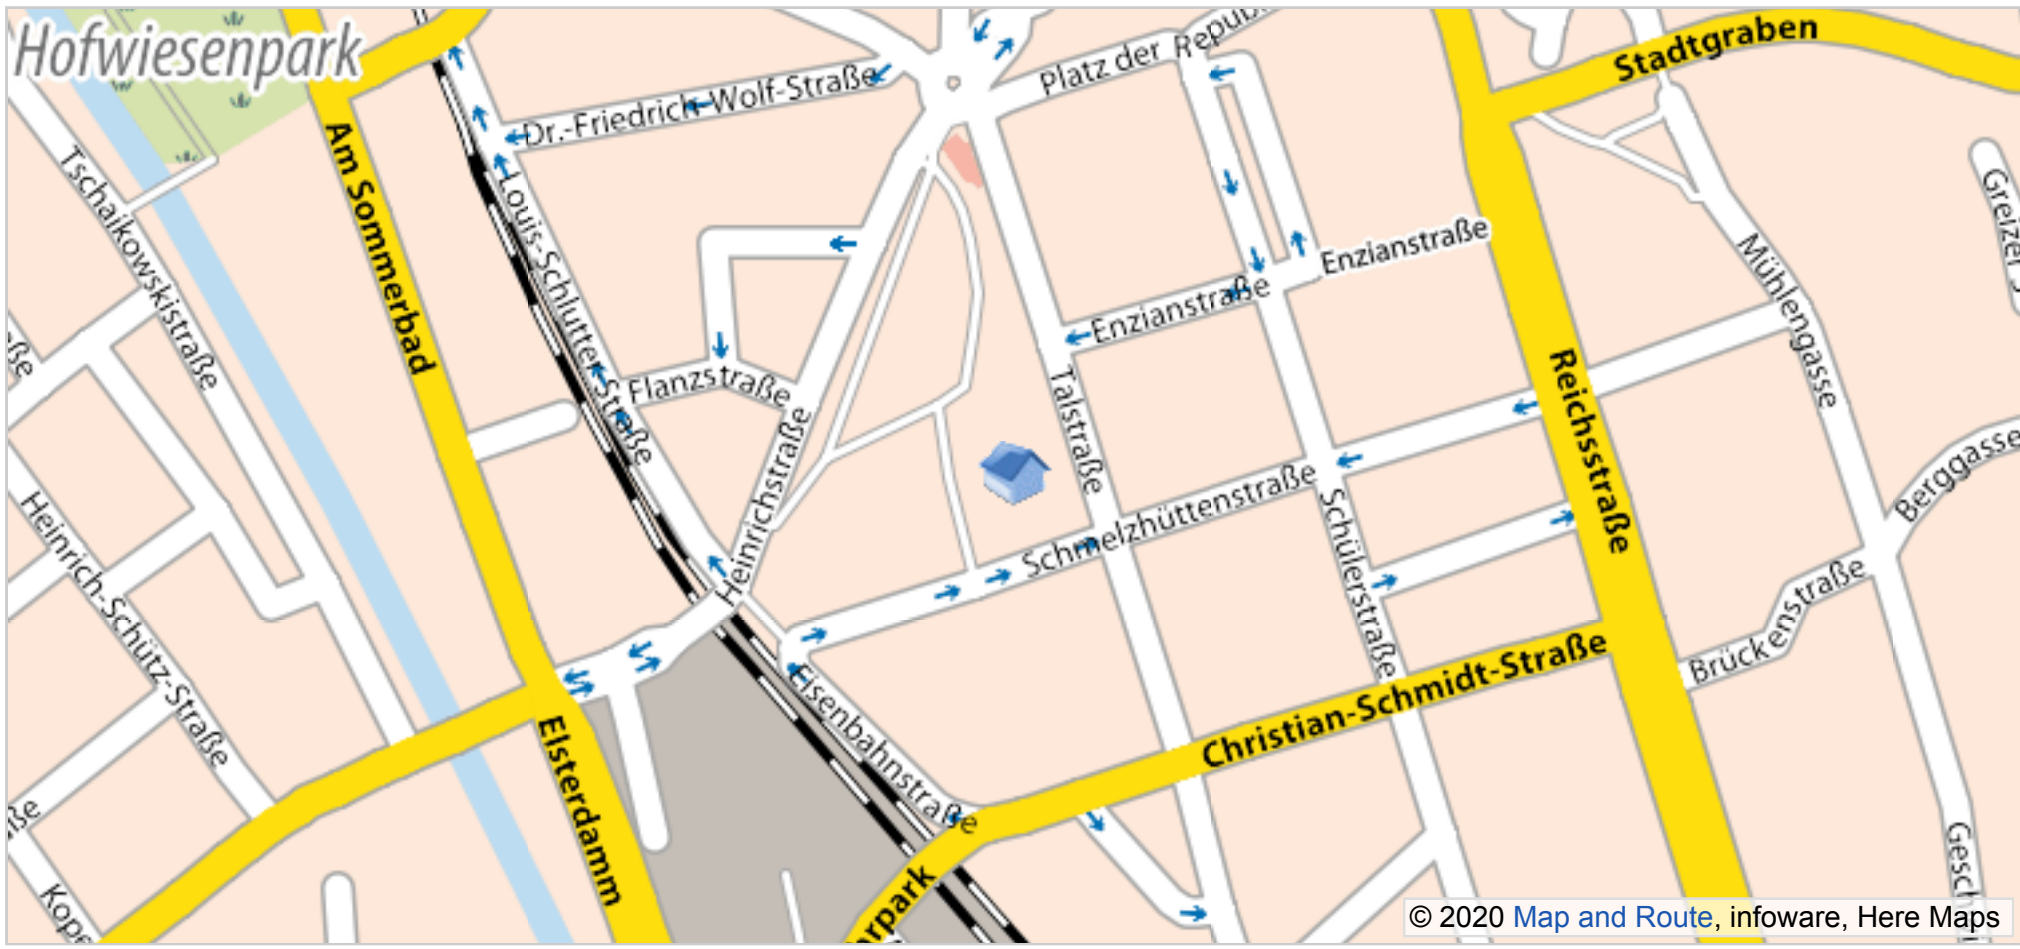 Hofwiesenpark
Stadtgraben
Platz der
Dr.-Friedrich-Wolf-Straße
Am Sommerbad
Tschaikowskistraße
Louis-Schlutter-Straße
Enzianstraße
Enzianstraße
Mühlengasse
Flanzstraße
Heinrichstraße
Talstraße
Reichsstraße
Berggasse
Schmelzhüttenstraße
Schülerstraße
Heinrich-Schütz-Straße
Brückenstraße
Christian-Schmidt-Straße
Eisenbahnstraße
Elsterdamm
© 2020 Map and Route, infoware, Here Maps